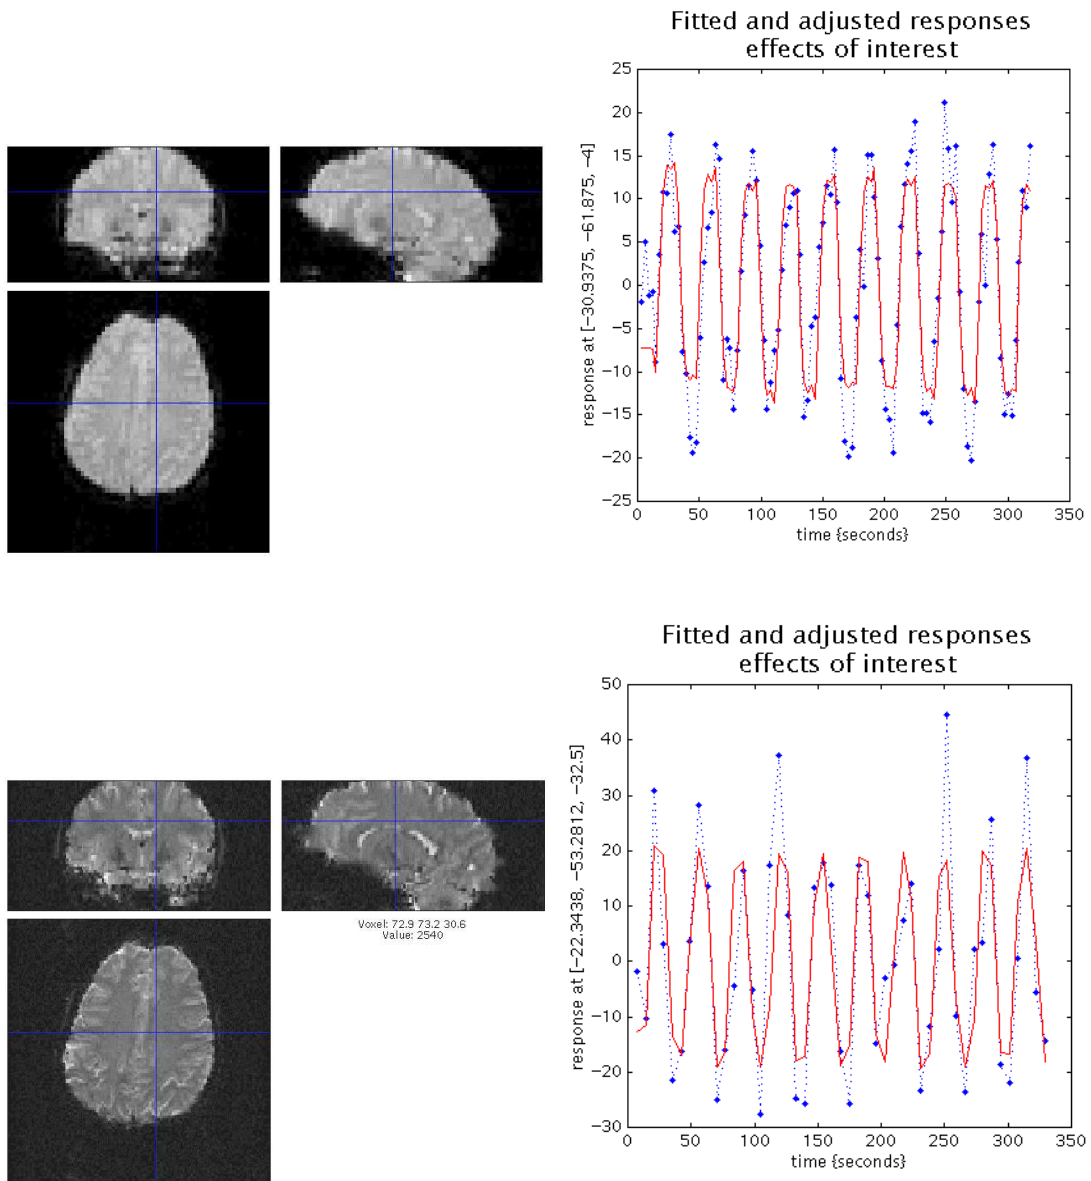 Fitted and adjusted responses
effects of interest
25
20
15
10
5
0
−5
−10
−15
−20
−25
response at [−30.9375, −61.875, −4]
0 50 100 150 200 250 300 350
time {seconds}
Fitted and adjusted responses
effects of interest
50
40
30
20
10
0
−10
−20
−30
response at [−22.3438, −53.2812, −32.5]
0 50 100 150 200 250 300 350
time {seconds}
Voxel: 72.9 73.2 30.6
Value: 2540